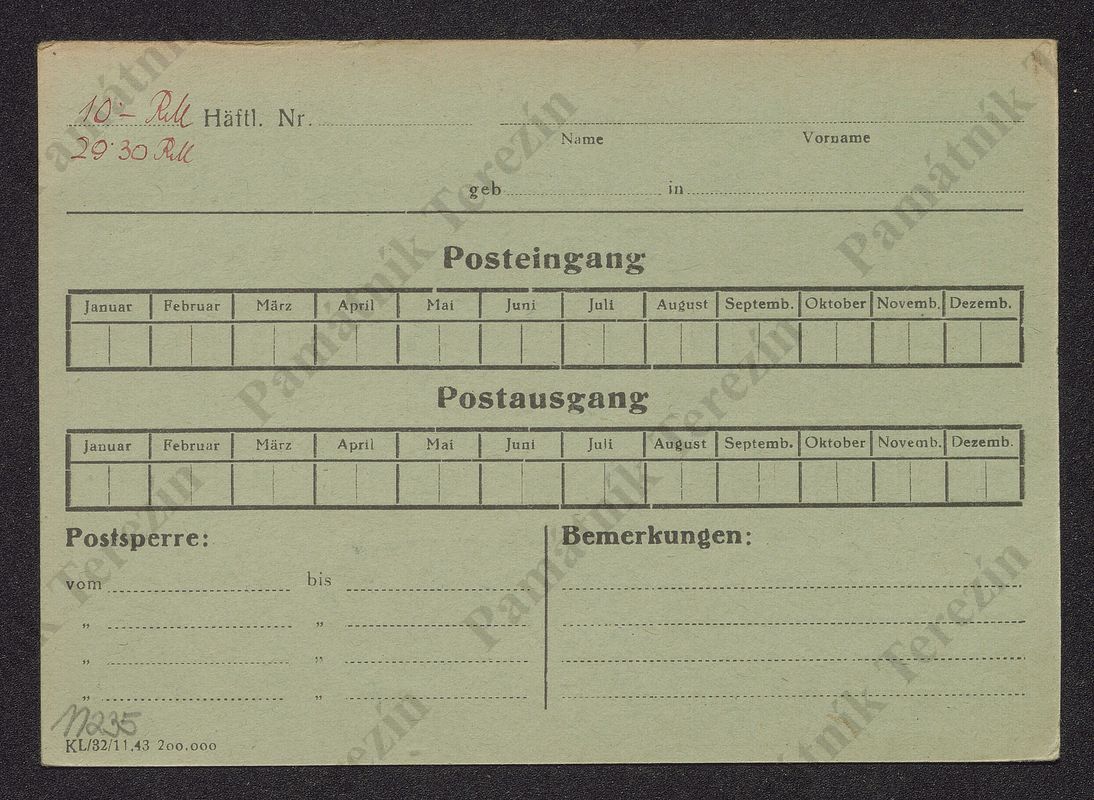 10·– RM Häftl. Nr.
29·30 RM
Name Vorname
geb in
Posteingang
Januar Februar März April Mai Juni Juli August Septemb. Oktober Novemb. Dezemb.
Postausgang
Januar Februar März April Mai Juni Juli August Septemb. Oktober Novemb. Dezemb.
Postsperre: Bemerkungen:
vom bis
„ „
„ „
„ „
KL/32/11.43 200.000
Památník Terezín